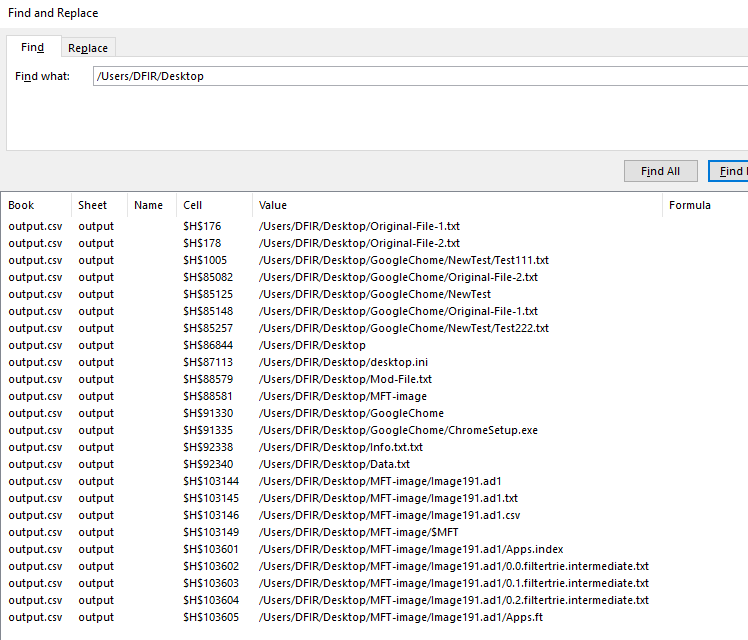 Find and Replace
Find
Replace
Find what: /Users/DFIR/Desktop
Find All
Find
Book Sheet Name Cell Value Formula
output.csv output $H$176 /Users/DFIR/Desktop/Original-File-1.txt
output.csv output $H$178 /Users/DFIR/Desktop/Original-File-2.txt
output.csv output $H$1005 /Users/DFIR/Desktop/GoogleChome/NewTest/Test111.txt
output.csv output $H$85082 /Users/DFIR/Desktop/GoogleChome/Original-File-2.txt
output.csv output $H$85125 /Users/DFIR/Desktop/GoogleChome/NewTest
output.csv output $H$85148 /Users/DFIR/Desktop/GoogleChome/Original-File-1.txt
output.csv output $H$85257 /Users/DFIR/Desktop/GoogleChome/NewTest/Test222.txt
output.csv output $H$86844 /Users/DFIR/Desktop
output.csv output $H$87113 /Users/DFIR/Desktop/desktop.ini
output.csv output $H$88579 /Users/DFIR/Desktop/Mod-File.txt
output.csv output $H$88581 /Users/DFIR/Desktop/MFT-image
output.csv output $H$91330 /Users/DFIR/Desktop/GoogleChome
output.csv output $H$91335 /Users/DFIR/Desktop/GoogleChome/ChromeSetup.exe
output.csv output $H$92338 /Users/DFIR/Desktop/Info.txt.txt
output.csv output $H$92340 /Users/DFIR/Desktop/Data.txt
output.csv output $H$103144 /Users/DFIR/Desktop/MFT-image/Image191.ad1
output.csv output $H$103145 /Users/DFIR/Desktop/MFT-image/Image191.ad1.txt
output.csv output $H$103146 /Users/DFIR/Desktop/MFT-image/Image191.ad1.csv
output.csv output $H$103149 /Users/DFIR/Desktop/MFT-image/$MFT
output.csv output $H$103601 /Users/DFIR/Desktop/MFT-image/Image191.ad1/Apps.index
output.csv output $H$103602 /Users/DFIR/Desktop/MFT-image/Image191.ad1/0.0.filtertrie.intermediate.txt
output.csv output $H$103603 /Users/DFIR/Desktop/MFT-image/Image191.ad1/0.1.filtertrie.intermediate.txt
output.csv output $H$103604 /Users/DFIR/Desktop/MFT-image/Image191.ad1/0.2.filtertrie.intermediate.txt
output.csv output $H$103605 /Users/DFIR/Desktop/MFT-image/Image191.ad1/Apps.ft